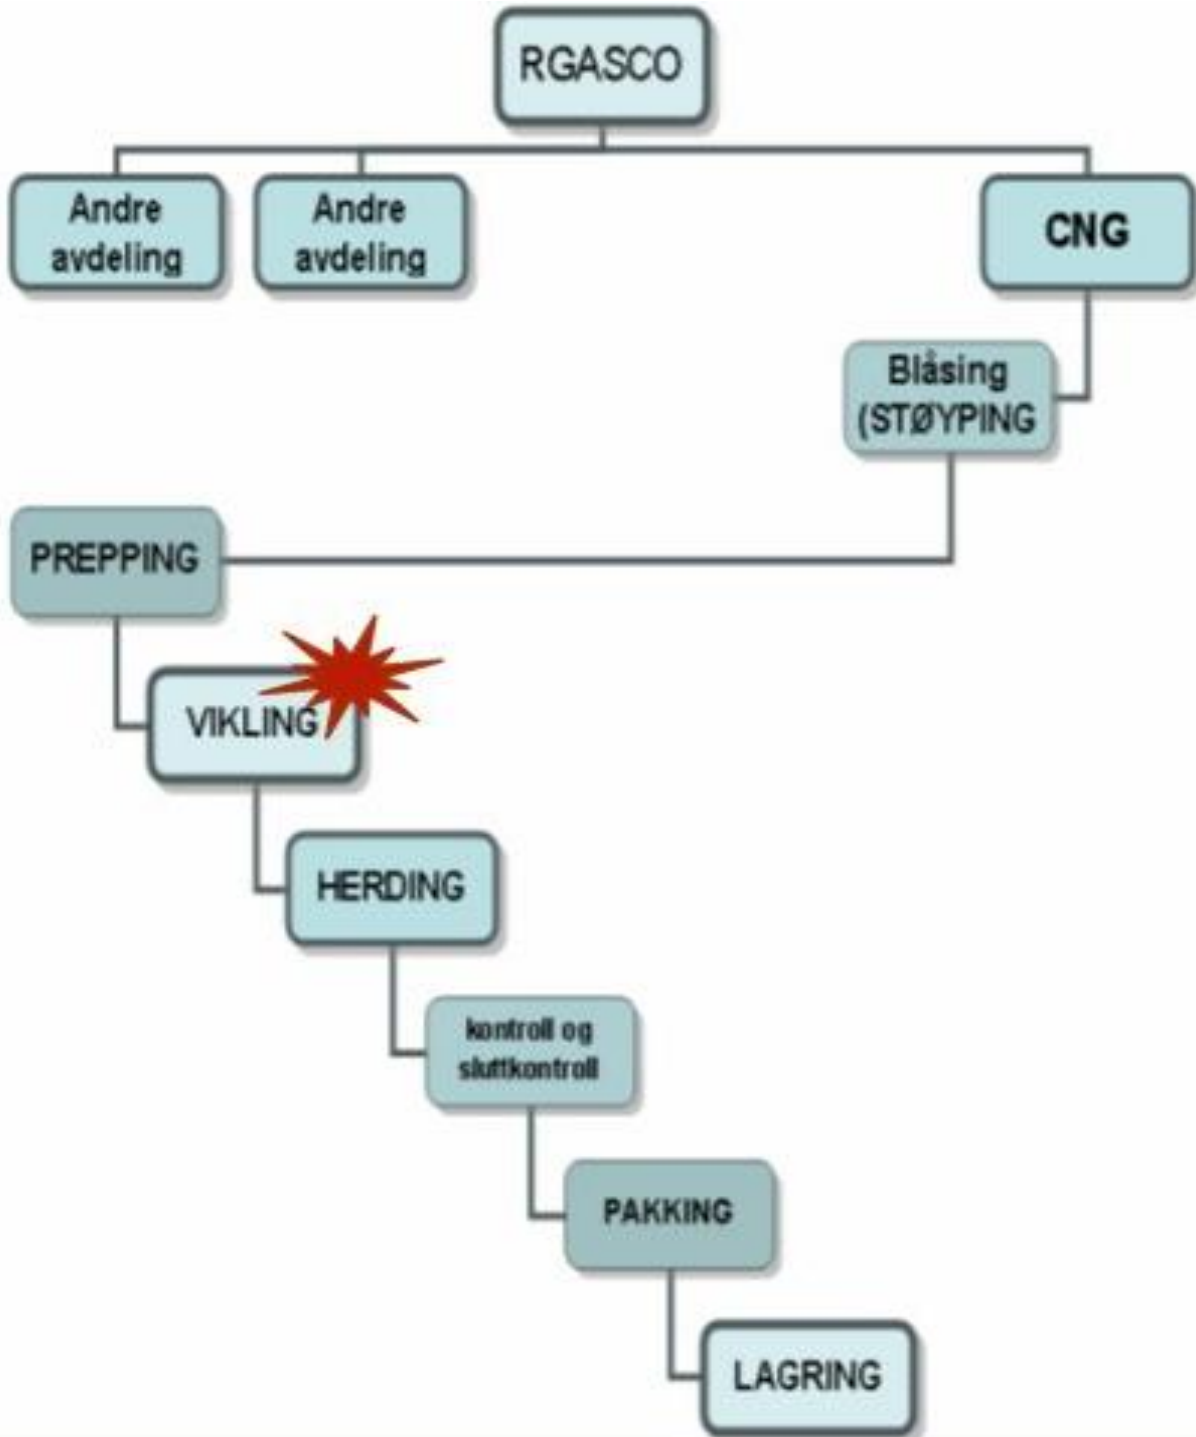 RGASCO
Andre
avdeling
Andre
avdeling
CNG
Blåsing
(STØYPING
PREPPING
VIKLING
HERDING
kontroll og
sluttkontroll
PAKKING
LAGRING